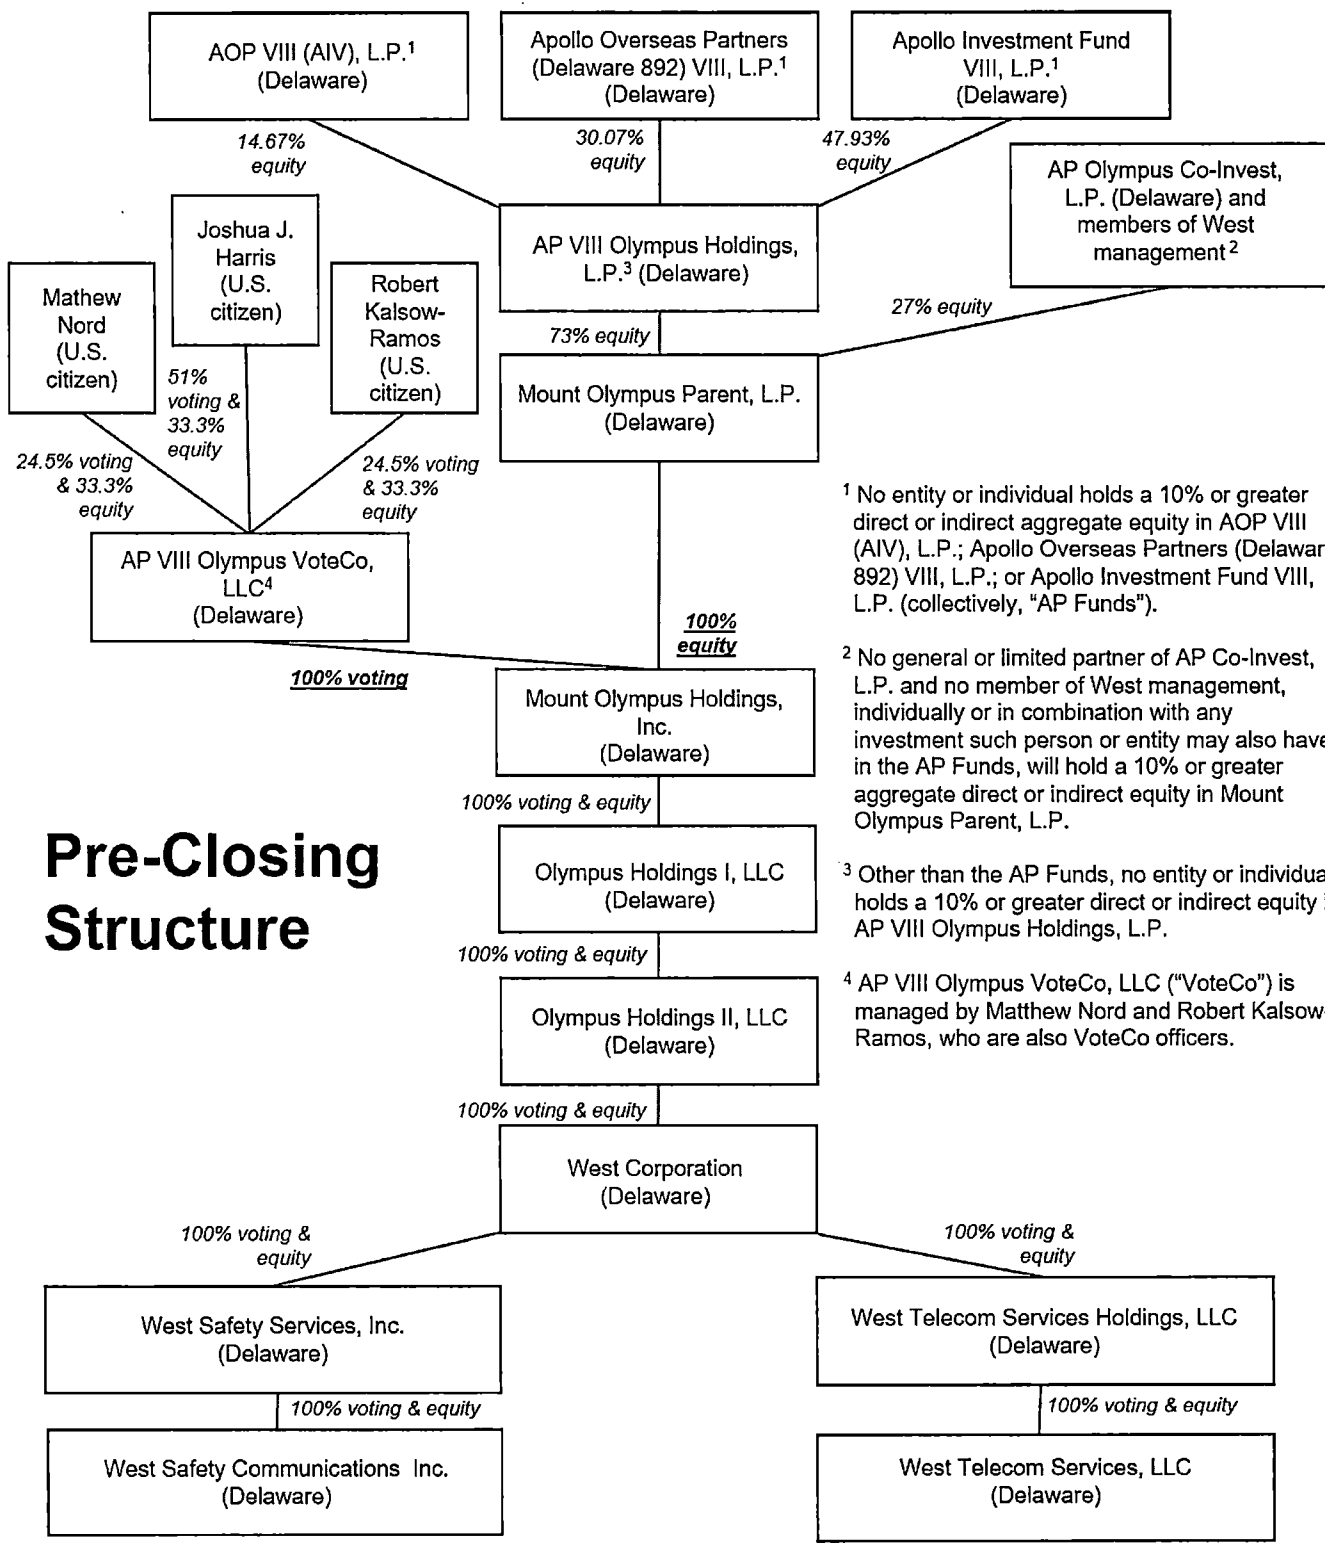 AOP VIII (AIV), L.P.1
(Delaware)
Apollo Overseas Partners
(Delaware 892) VIII, L.P.1
(Delaware)
Apollo Investment Fund
VIII, L.P.1
(Delaware)
14.67%
equity
30.07%
equity
47.93%
equity
AP Olympus Co-Invest,
L.P. (Delaware) and
members of West
management2
Joshua J.
Harris
(U.S.
citizen)
AP VIII Olympus Holdings,
L.P.3 (Delaware)
Mathew
Nord
(U.S.
citizen)
Robert
Kalsow-
Ramos
(U.S.
citizen)
27% equity
73% equity
51%
voting &
33.3%
equity
Mount Olympus Parent, L.P.
(Delaware)
24.5% voting
& 33.3%
equity
24.5% voting
& 33.3%
equity
AP VIII Olympus VoteCo,
LLC4
(Delaware)
100%
equity
100% voting
Mount Olympus Holdings,
Inc.
(Delaware)
100% voting & equity
Pre-Closing
Structure
Olympus Holdings I, LLC
(Delaware)
100% voting & equity
Olympus Holdings II, LLC
(Delaware)
100% voting & equity
West Corporation
(Delaware)
100% voting &
equity
100% voting &
equity
West Safety Services, Inc.
(Delaware)
West Telecom Services Holdings, LLC
(Delaware)
100% voting & equity
100% voting & equity
West Safety Communications Inc.
(Delaware)
West Telecom Services, LLC
(Delaware)
1 No entity or individual holds a 10% or greater
direct or indirect aggregate equity in AOP VIII
(AIV), L.P.; Apollo Overseas Partners (Delawar
892) VIII, L.P.; or Apollo Investment Fund VIII,
L.P. (collectively, “AP Funds”).
2 No general or limited partner of AP Co-Invest,
L.P. and no member of West management,
individually or in combination with any
investment such person or entity may also have
in the AP Funds, will hold a 10% or greater
aggregate direct or indirect equity in Mount
Olympus Parent, L.P.
3 Other than the AP Funds, no entity or individua
holds a 10% or greater direct or indirect equity
AP VIII Olympus Holdings, L.P.
4 AP VIII Olympus VoteCo, LLC (“VoteCo”) is
managed by Matthew Nord and Robert Kalsow-
Ramos, who are also VoteCo officers.